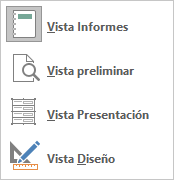 Vista Informes
Vista preliminar
Vista Presentación
Vista Diseño